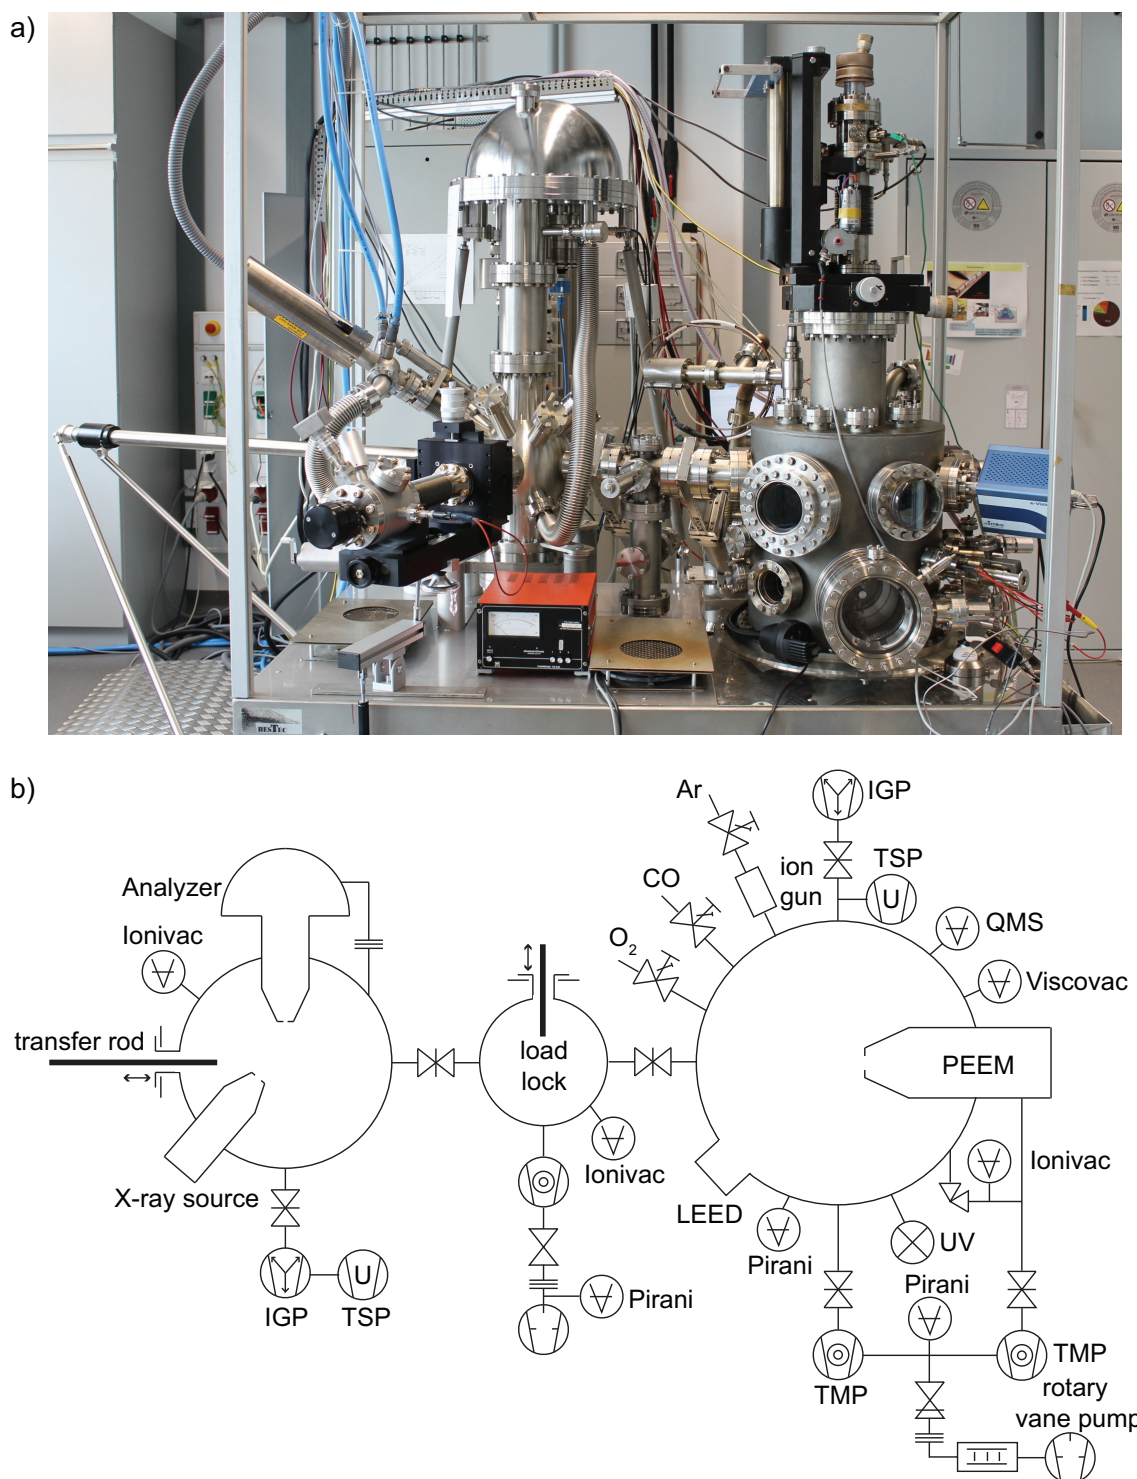 a)
BESTEC
b)
Ar
IGP
ion
gun
TSP
U
Analyzer
CO
QMS
Ionivac
O2
Viscovac
transfer rod
load
lock
PEEM
Ionivac
Ionivac
X-ray source
LEED
UV
Pirani
U
IGP
TSP
Pirani
Pirani
TMP
TMP
rotary
vane pump